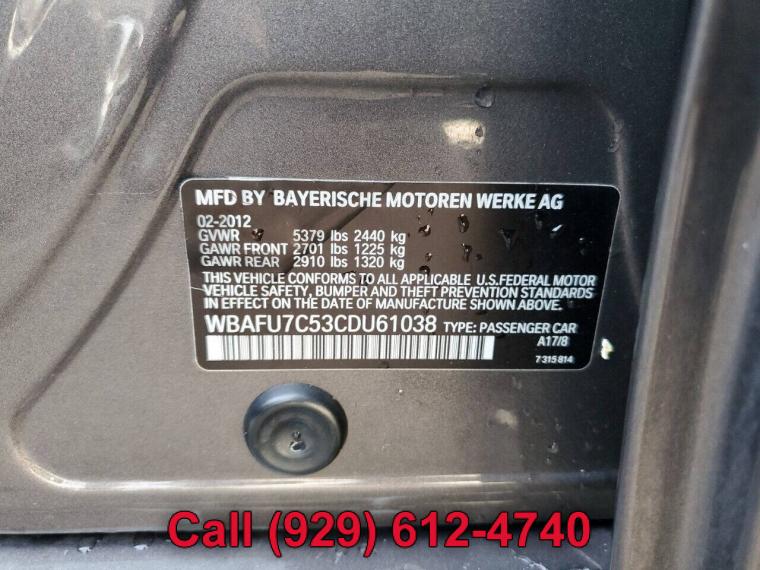 MFD BY BAYERISCHE MOTOREN WERKE AG
02-2012
GVWR 5379 lbs 2440 kg
GAWR FRONT 2701 lbs 1225 kg
GAWR REAR 2910 lbs 1320 kg
THIS VEHICLE CONFORMS TO ALL APPLICABLE U.S.FEDERAL MOTOR
VEHICLE SAFETY, BUMPER AND THEFT PREVENTION STANDARDS
IN EFFECT ON THE DATE OF MANUFACTURE SHOWN ABOVE.
WBAFU7C53CDU61038 TYPE: PASSENGER CAR
A17/8
7315814
Call (929) 612-4740